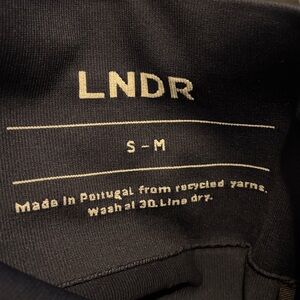 LNDR
S - M
Made in Portugal from recycled yarns.
Wash at 30. Line dry.